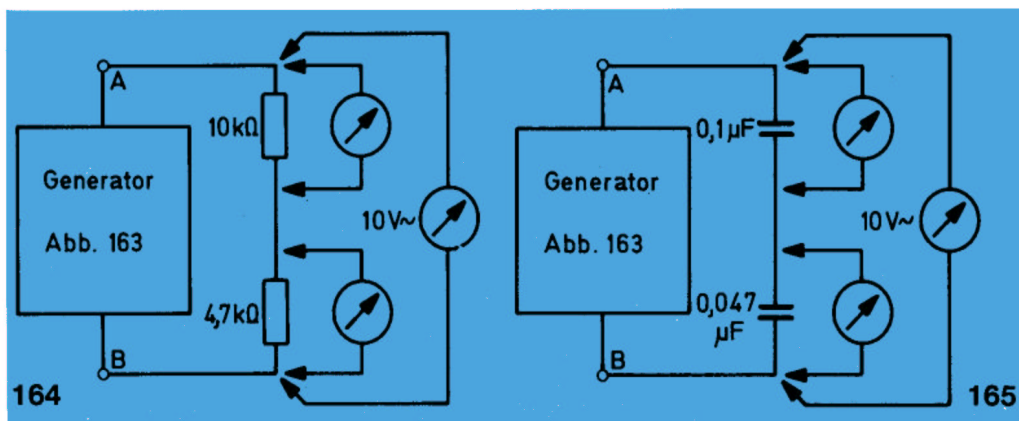 A
10kΩ
Generator
Abb. 163
10V~
4,7kΩ
B
164
A
0,1µF
Generator
Abb. 163
10V~
0,047
µF
B
165